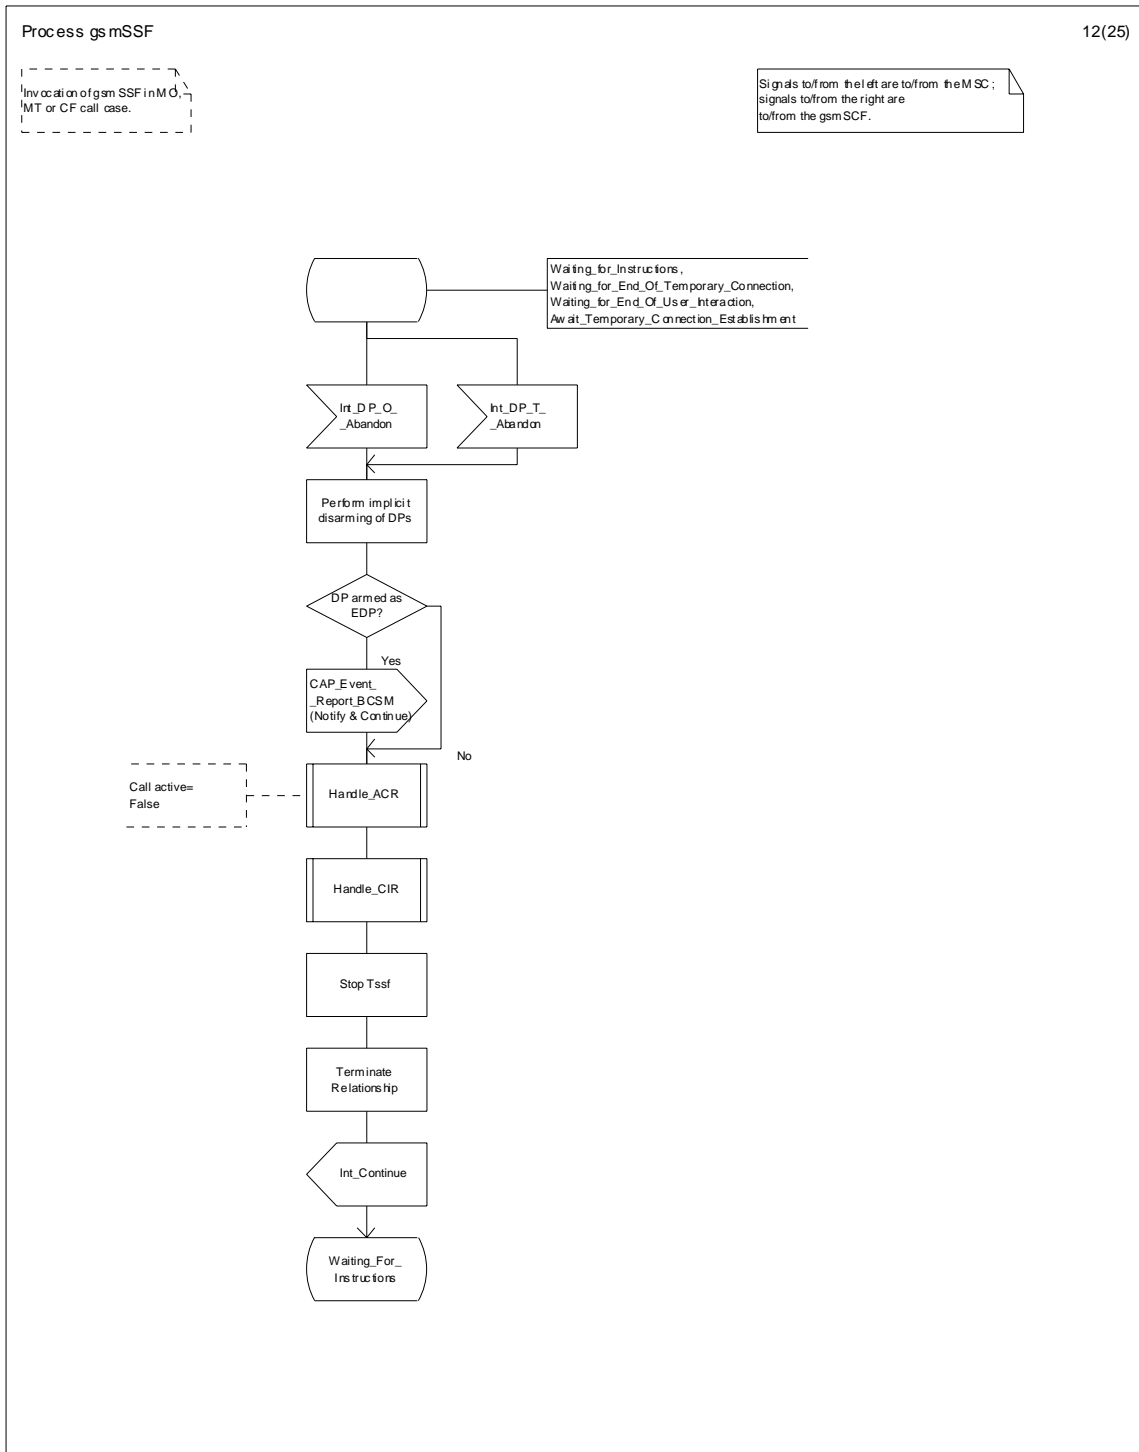 Process gsmSSF
12(25)
Invocation of gsmSSF in MO,
MT or CF call case.
Signals to/from the left are to/from the MSC;
signals to/from the right are
to/from the gsmSCF.
Waiting_for_Instructions,
Waiting_for_End_Of_Temporary_Connection,
Waiting_for_End_Of_User_Interaction,
Await_Temporary_Connection_Establishment
Int_DP_O_
_Abandon
Int_DP_T_
_Abandon
Perform implicit
disarming of DPs
DP armed as
EDP?
Yes
CAP_Event_
_Report_BCSM
(Notify & Continue)
No
Call active=
False
Handle_ACR
Handle_CIR
Stop Tssf
Terminate
Relationship
Int_Continue
Waiting_For_
Instructions